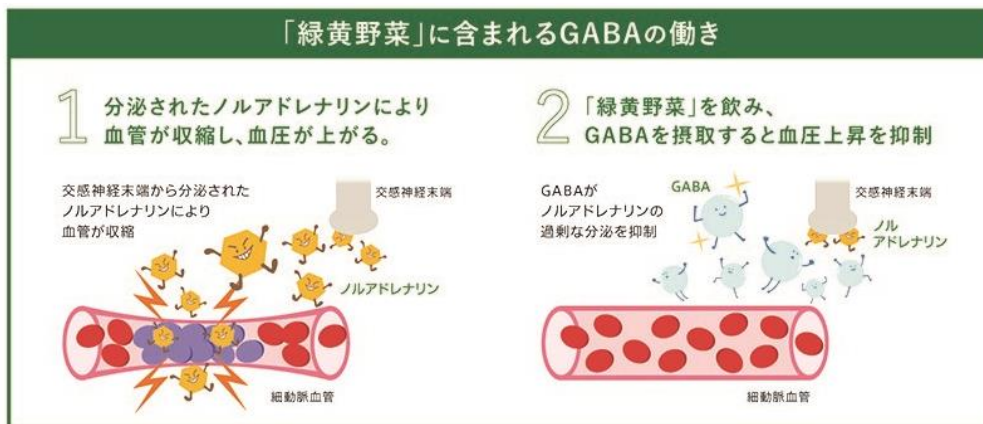 「緑黄野菜」に含まれるGABAの働き
1
分泌されたノルアドレナリンにより
血管が収縮し、血圧が上がる。
交感神経末端から分泌された
ノルアドレナリンにより
血管が収縮
交感神経末端
ノルアドレナリン
細動脈血管
2
「緑黄野菜」を飲み、
GABAを摂取すると血圧上昇を抑制
GABAが
ノルアドレナリンの
過剰な分泌を抑制
GABA
交感神経末端
ノル
アドレナリン
細動脈血管